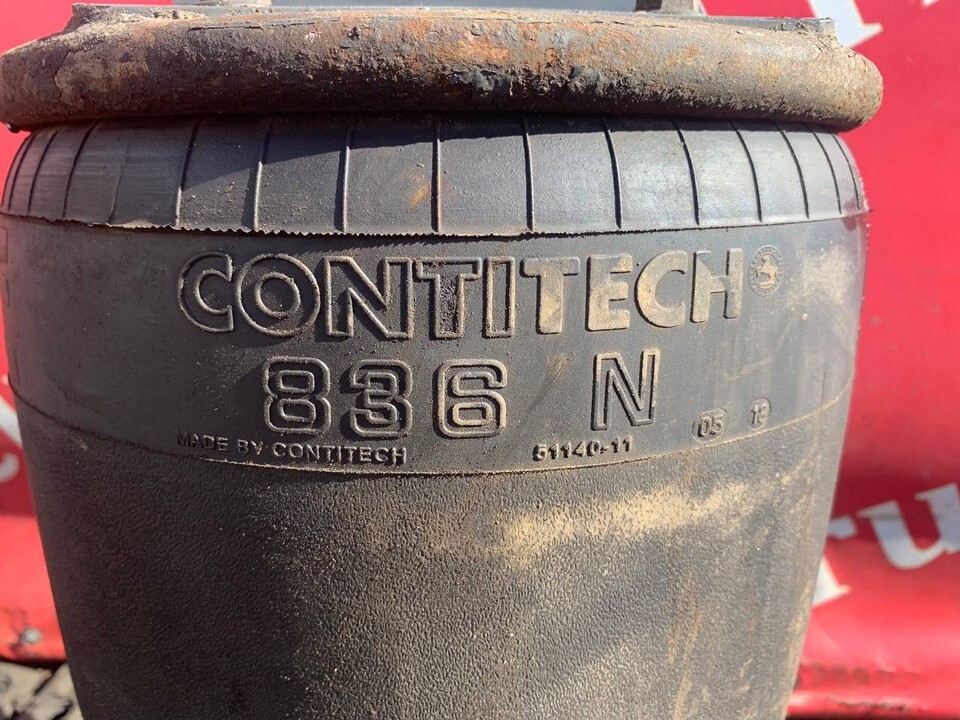 CONTITECH
836 N
MADE BY CONTITECH 51140-11 05